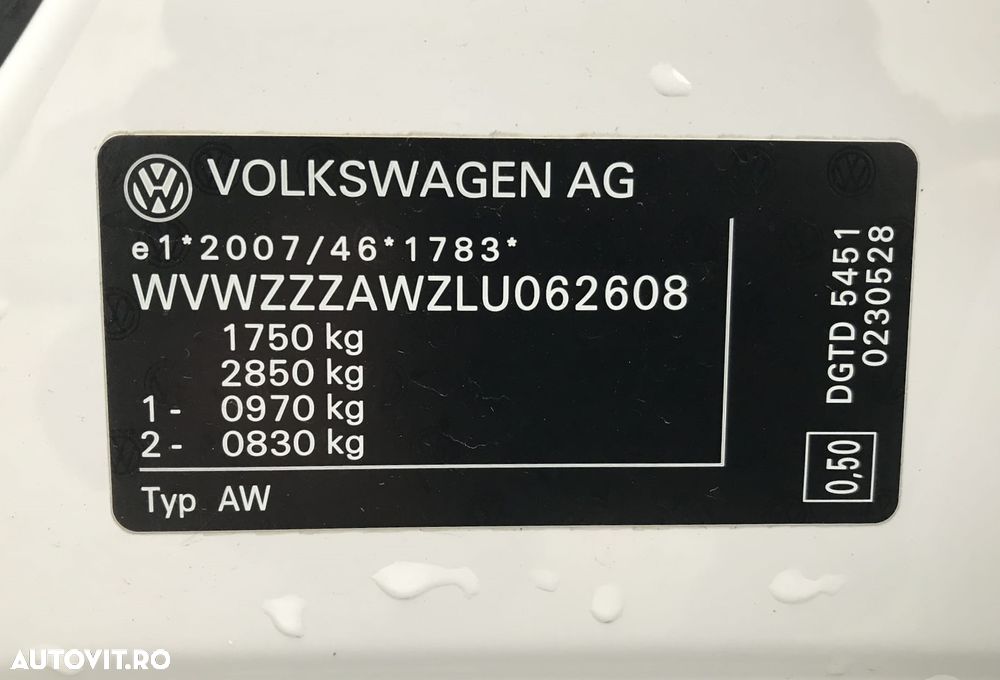 VOLKSWAGEN AG
e1*2007/46*1783*
WVWZZZAWZLU062608
1750 kg
2850 kg
1- 0970 kg
2- 0830 kg
Typ AW
DGTD 5451
0230528
0,50
AUTOVIT.RO